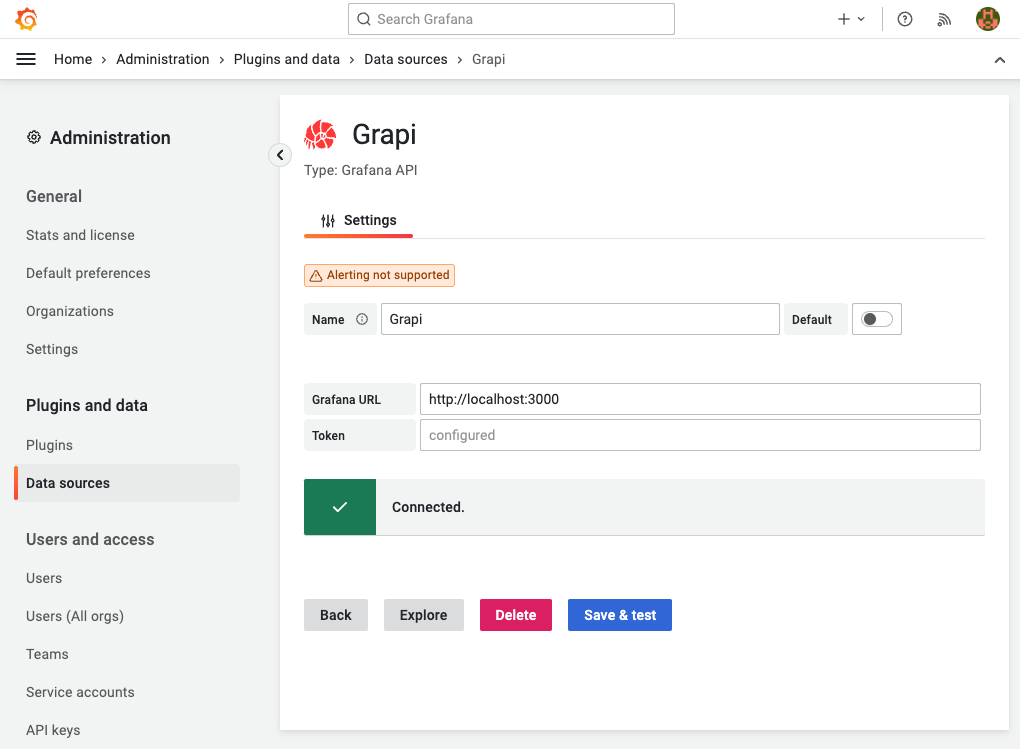 Search Grafana
Home › Administration › Plugins and data › Data sources › Grapi
Administration
General
Stats and license
Default preferences
Organizations
Settings
Plugins and data
Plugins
Data sources
Users and access
Users
Users (All orgs)
Teams
Service accounts
API keys
Grapi
Type: Grafana API
Settings
Alerting not supported
Name Grapi Default
Grafana URL http://localhost:3000
Token configured
Connected.
Back Explore Delete Save & test